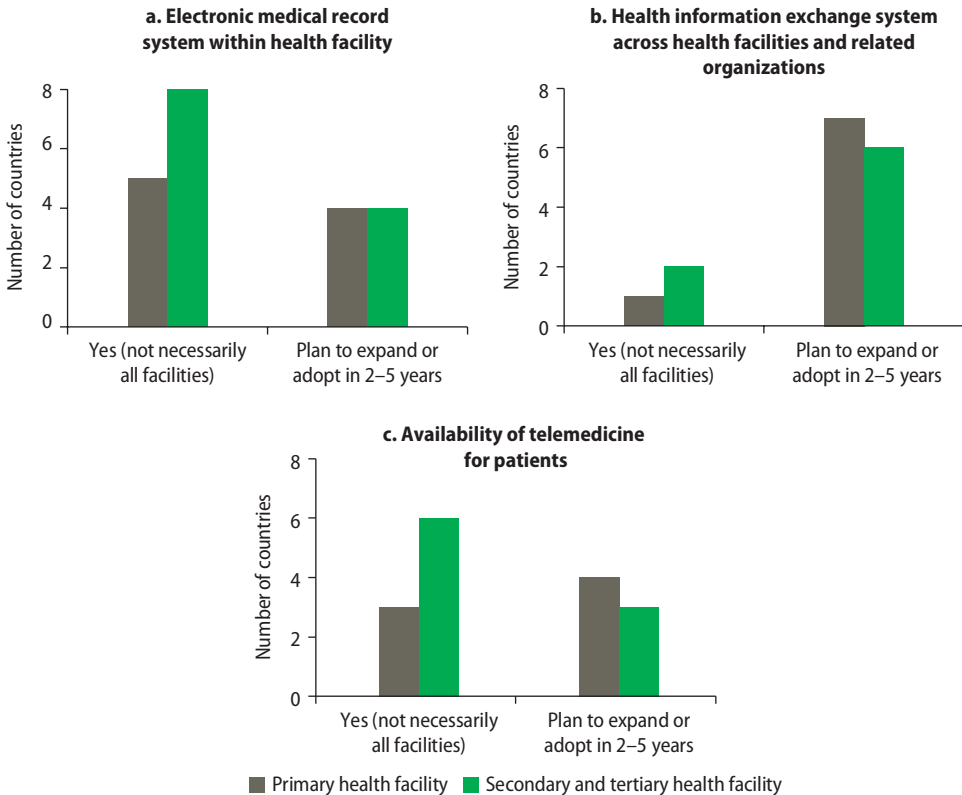 a. Electronic medical record
system within health facility
Number of countries
8
6
4
2
0
Yes (not necessarily
all facilities)
Plan to expand or
adopt in 2–5 years
b. Health information exchange system
across health facilities and related
organizations
Number of countries
8
6
4
2
0
Yes (not necessarily
all facilities)
Plan to expand or
adopt in 2–5 years
c. Availability of telemedicine
for patients
Number of countries
8
6
4
2
0
Yes (not necessarily
all facilities)
Plan to expand or
adopt in 2–5 years
Primary health facility
Secondary and tertiary health facility